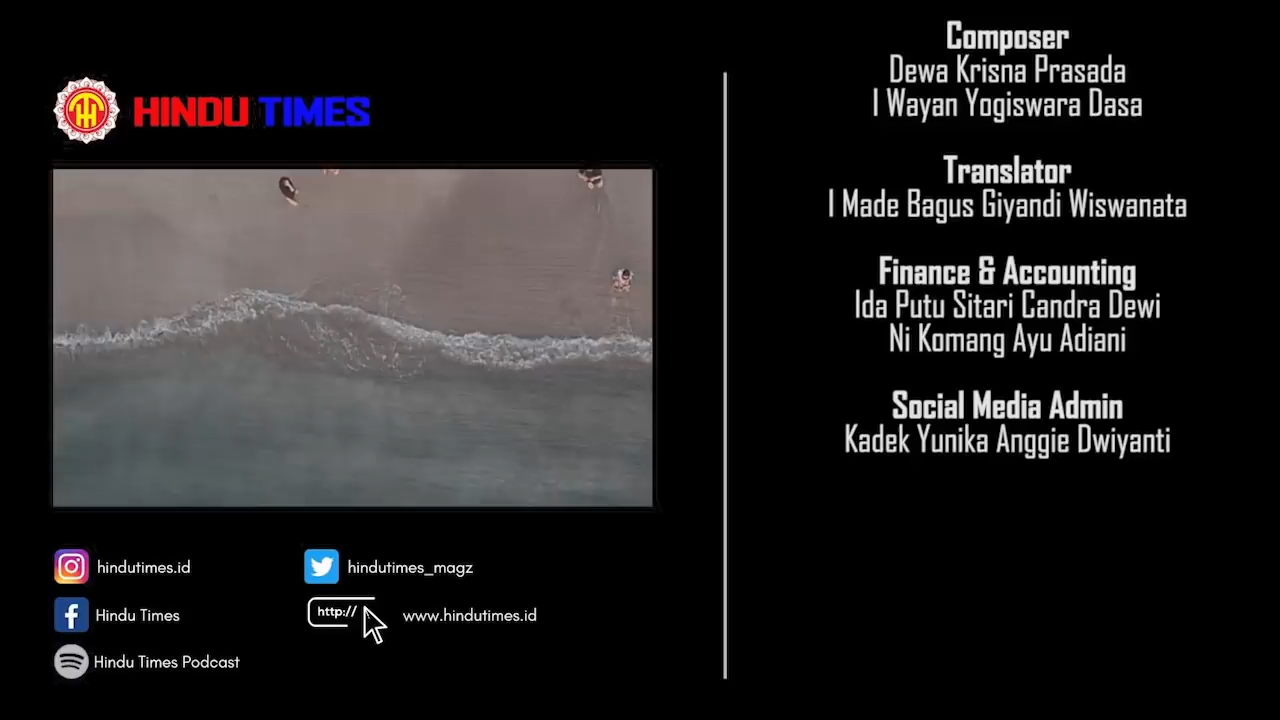 HINDU TIMES
hindutimes.id
hindutimes_magz
Hindu Times
http://
www.hindutimes.id
Hindu Times Podcast
Composer
Dewa Krisna Prasada
I Wayan Yogiswara Dasa
Translator
I Made Bagus Giyandi Wiswanata
Finance & Accounting
Ida Putu Sitari Candra Dewi
Ni Komang Ayu Adiani
Social Media Admin
Kadek Yunika Anggie Dwiyanti